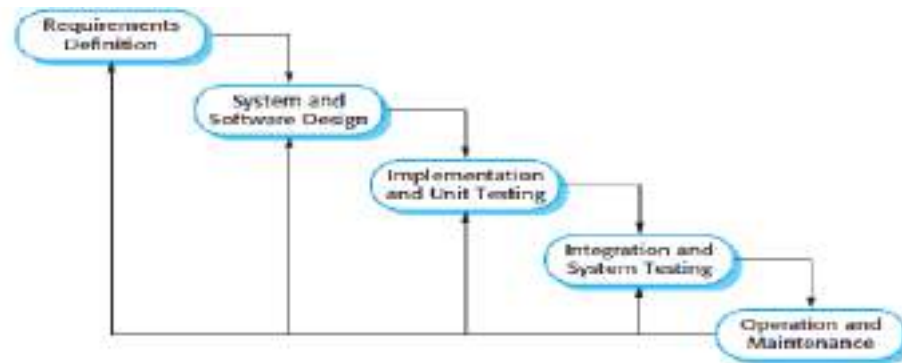 Requirements
Definition
System and
Software Design
Implementation
and Unit Testing
Integration and
System Testing
Operation and
Maintenance